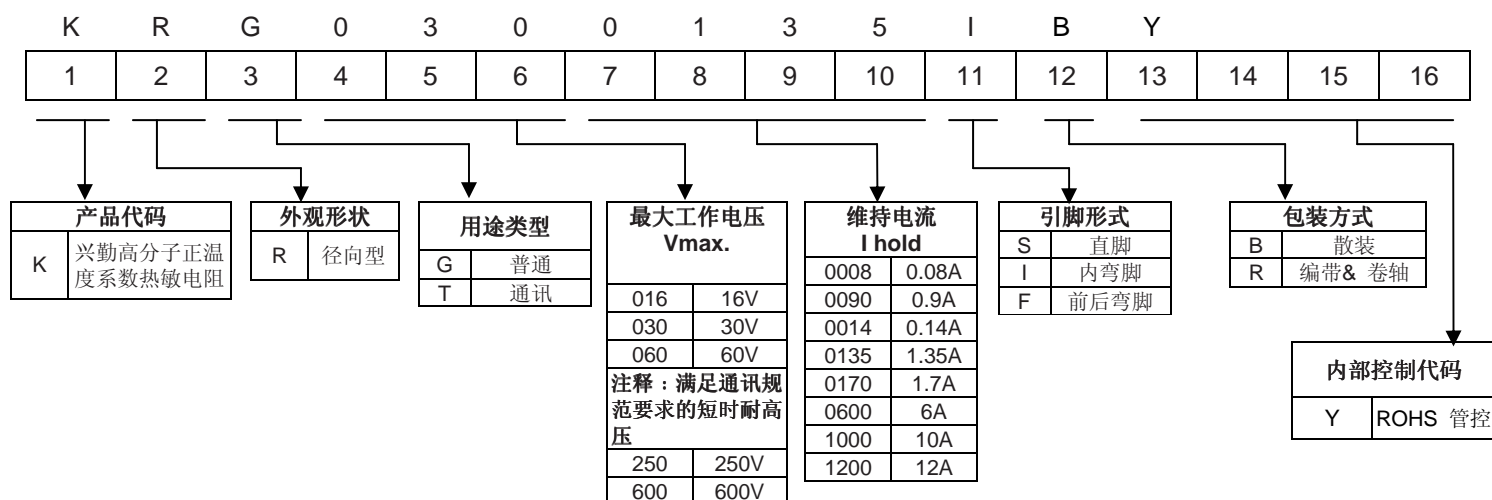 K R G 0 3 0 0 1 3 5 I B Y
1 2 3 4 5 6 7 8 9 10 11 12 13 14 15 16
产品代码
K 兴勤高分子正温
度系数热敏电阻
外观形状
R 径向型
用途类型
G 普通
T 通讯
最大工作电压
Vmax.
016 16V
030 30V
060 60V
注释：满足通讯规
范要求的短时耐高
压
250 250V
600 600V
维持电流
I hold
0008 0.08A
0090 0.9A
0014 0.14A
0135 1.35A
0170 1.7A
0600 6A
1000 10A
1200 12A
引脚形式
S 直脚
I 内弯脚
F 前后弯脚
包装方式
B 散装
R 编带& 卷轴
内部控制代码
Y ROHS 管控